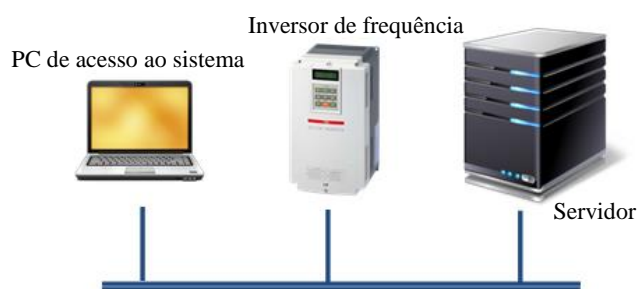 Inversor de frequência
PC de acesso ao sistema
Servidor